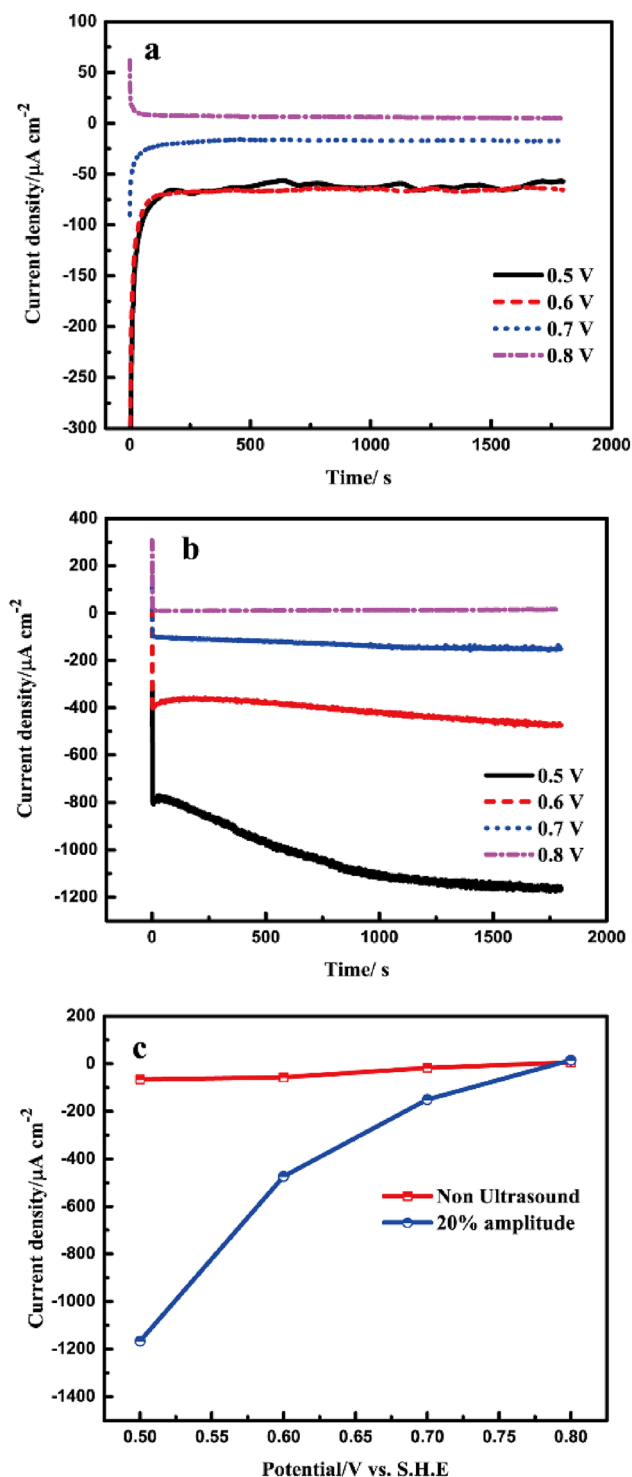 a
100
50
0
-50
-100
-150
-200
-250
-300
Current density/μA cm-2
0.5 V
0.6 V
0.7 V
0.8 V
0 500 1000 1500 2000
Time/ s
b
400
200
0
-200
-400
-600
-800
-1000
-1200
Current density/μA cm-2
0.5 V
0.6 V
0.7 V
0.8 V
0 500 1000 1500 2000
Time/ s
c
200
0
-200
-400
-600
-800
-1000
-1200
-1400
Current density/μA cm-2
Non Ultrasound
20% amplitude
0.50 0.55 0.60 0.65 0.70 0.75 0.80
Potential/V vs. S.H.E